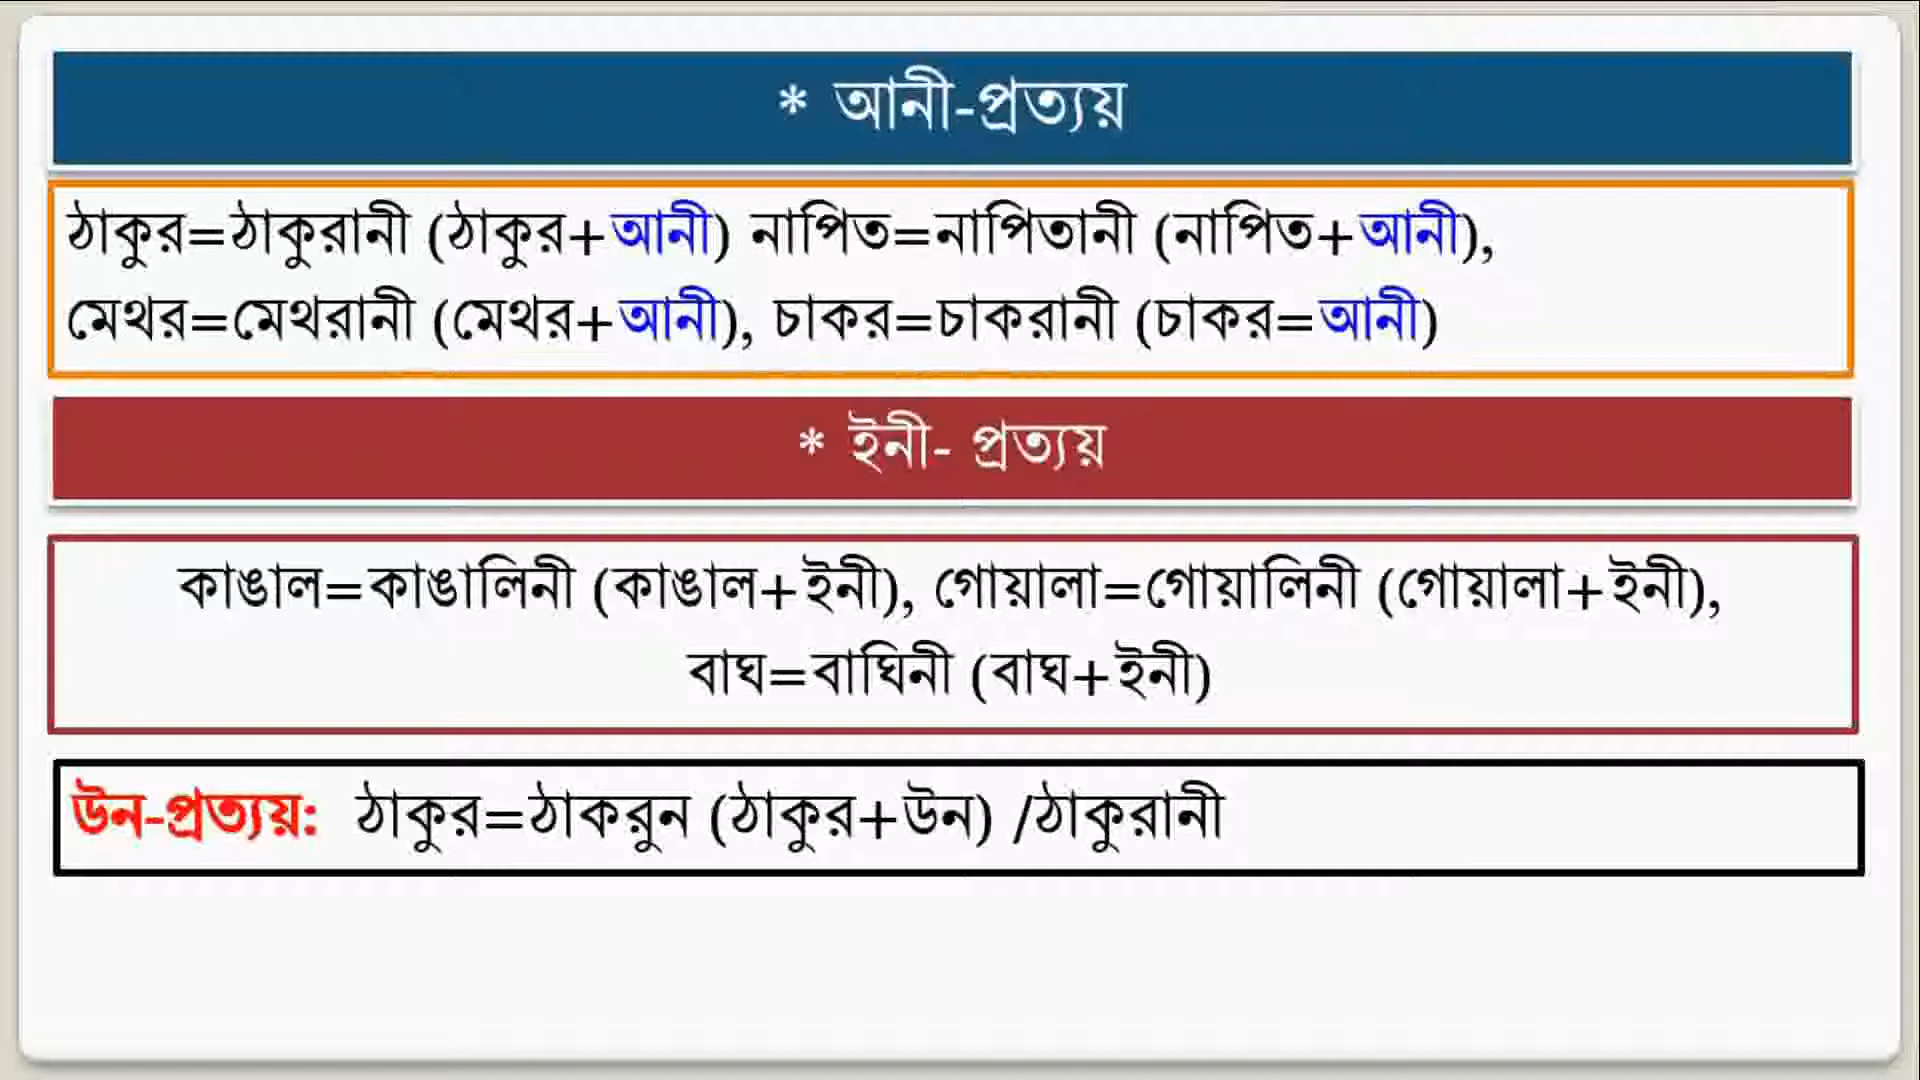 * আনী-প্রত্যয়
ঠাকুর=ঠাকুরানী (ঠাকুর+আনী) নাপিত=নাপিতানী (নাপিত+আনী),
মেথর=মেথরানী (মেথর+আনী), চাকর=চাকরানী (চাকর=আনী)
* ইনী- প্রত্যয়
কাঙাল=কাঙালিনী (কাঙাল+ইনী), গোয়ালা=গোয়ালিনী (গোয়ালা+ইনী),
বাঘ=বাঘিনী (বাঘ+ইনী)
উন-প্রত্যয়: ঠাকুর=ঠাকরুন (ঠাকুর+উন) /ঠাকুরানী